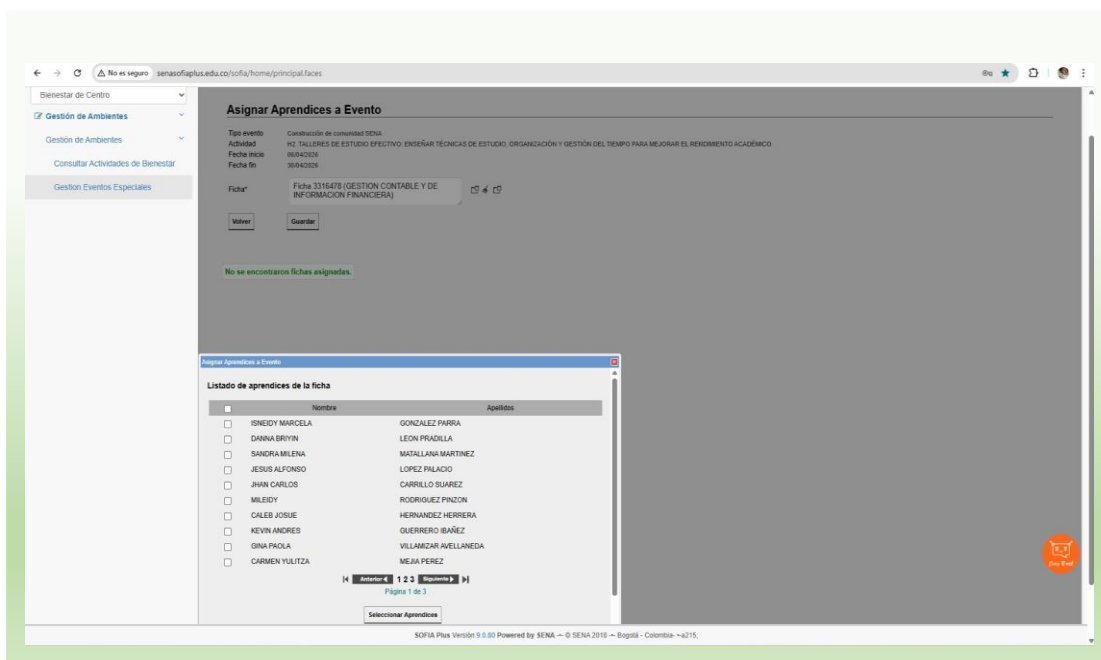 No es seguro senasofiaplus.edu.co/sofia/home/principal.faces
Bienestar de Centro
Gestión de Ambientes
Gestión de Ambientes
Consultar Actividades de Bienestar
Gestion Eventos Especiales
Asignar Aprendices a Evento
Tipo evento Construcción de comunidad SENA
Actividad H2. TALLERES DE ESTUDIO EFECTIVO: ENSEÑAR TÉCNICAS DE ESTUDIO, ORGANIZACIÓN Y GESTIÓN DEL TIEMPO PARA MEJORAR EL RENDIMIENTO ACADÉMICO
Fecha inicio 06/04/2026
Fecha fin 30/04/2026
Ficha* Ficha 3316478 (GESTION CONTABLE Y DE
INFORMACION FINANCIERA)
Volver Guardar
No se encontraron fichas asignadas.
Asignar Aprendices a Evento
Listado de aprendices de la ficha
Nombre Apellidos
ISNEIDY MARCELA GONZALEZ PARRA
DANNA BRIYIN LEON PRADILLA
SANDRA MILENA MATALLANA MARTINEZ
JESUS ALFONSO LOPEZ PALACIO
JHAN CARLOS CARRILLO SUAREZ
MILEIDY RODRIGUEZ PINZON
CALEB JOSUE HERNANDEZ HERRERA
KEVIN ANDRES GUERRERO IBAÑEZ
GINA PAOLA VILLAMIZAR AVELLANEDA
CARMEN YULITZA MEJIA PEREZ
Anterior 1 2 3 Siguiente
Página 1 de 3
Seleccionar Aprendices
SOFIA Plus Versión 9.0.80 Powered by SENA -•- © SENA 2018 -•- Bogotá - Colombia- ~a215;